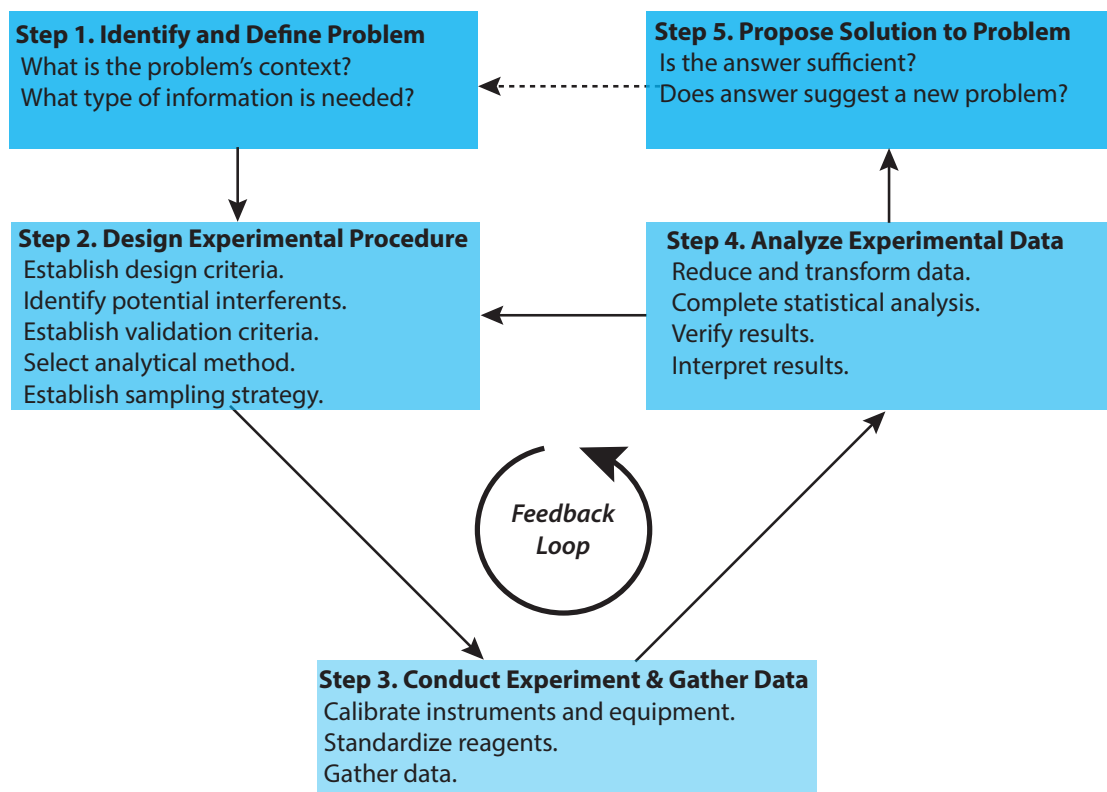 Step 1. Identify and Define Problem
What is the problem's context?
What type of information is needed?
Step 5. Propose Solution to Problem
Is the answer sufficient?
Does answer suggest a new problem?
Step 2. Design Experimental Procedure
Establish design criteria.
Identify potential interferents.
Establish validation criteria.
Select analytical method.
Establish sampling strategy.
Step 4. Analyze Experimental Data
Reduce and transform data.
Complete statistical analysis.
Verify results.
Interpret results.
Feedback
Loop
Step 3. Conduct Experiment & Gather Data
Calibrate instruments and equipment.
Standardize reagents.
Gather data.